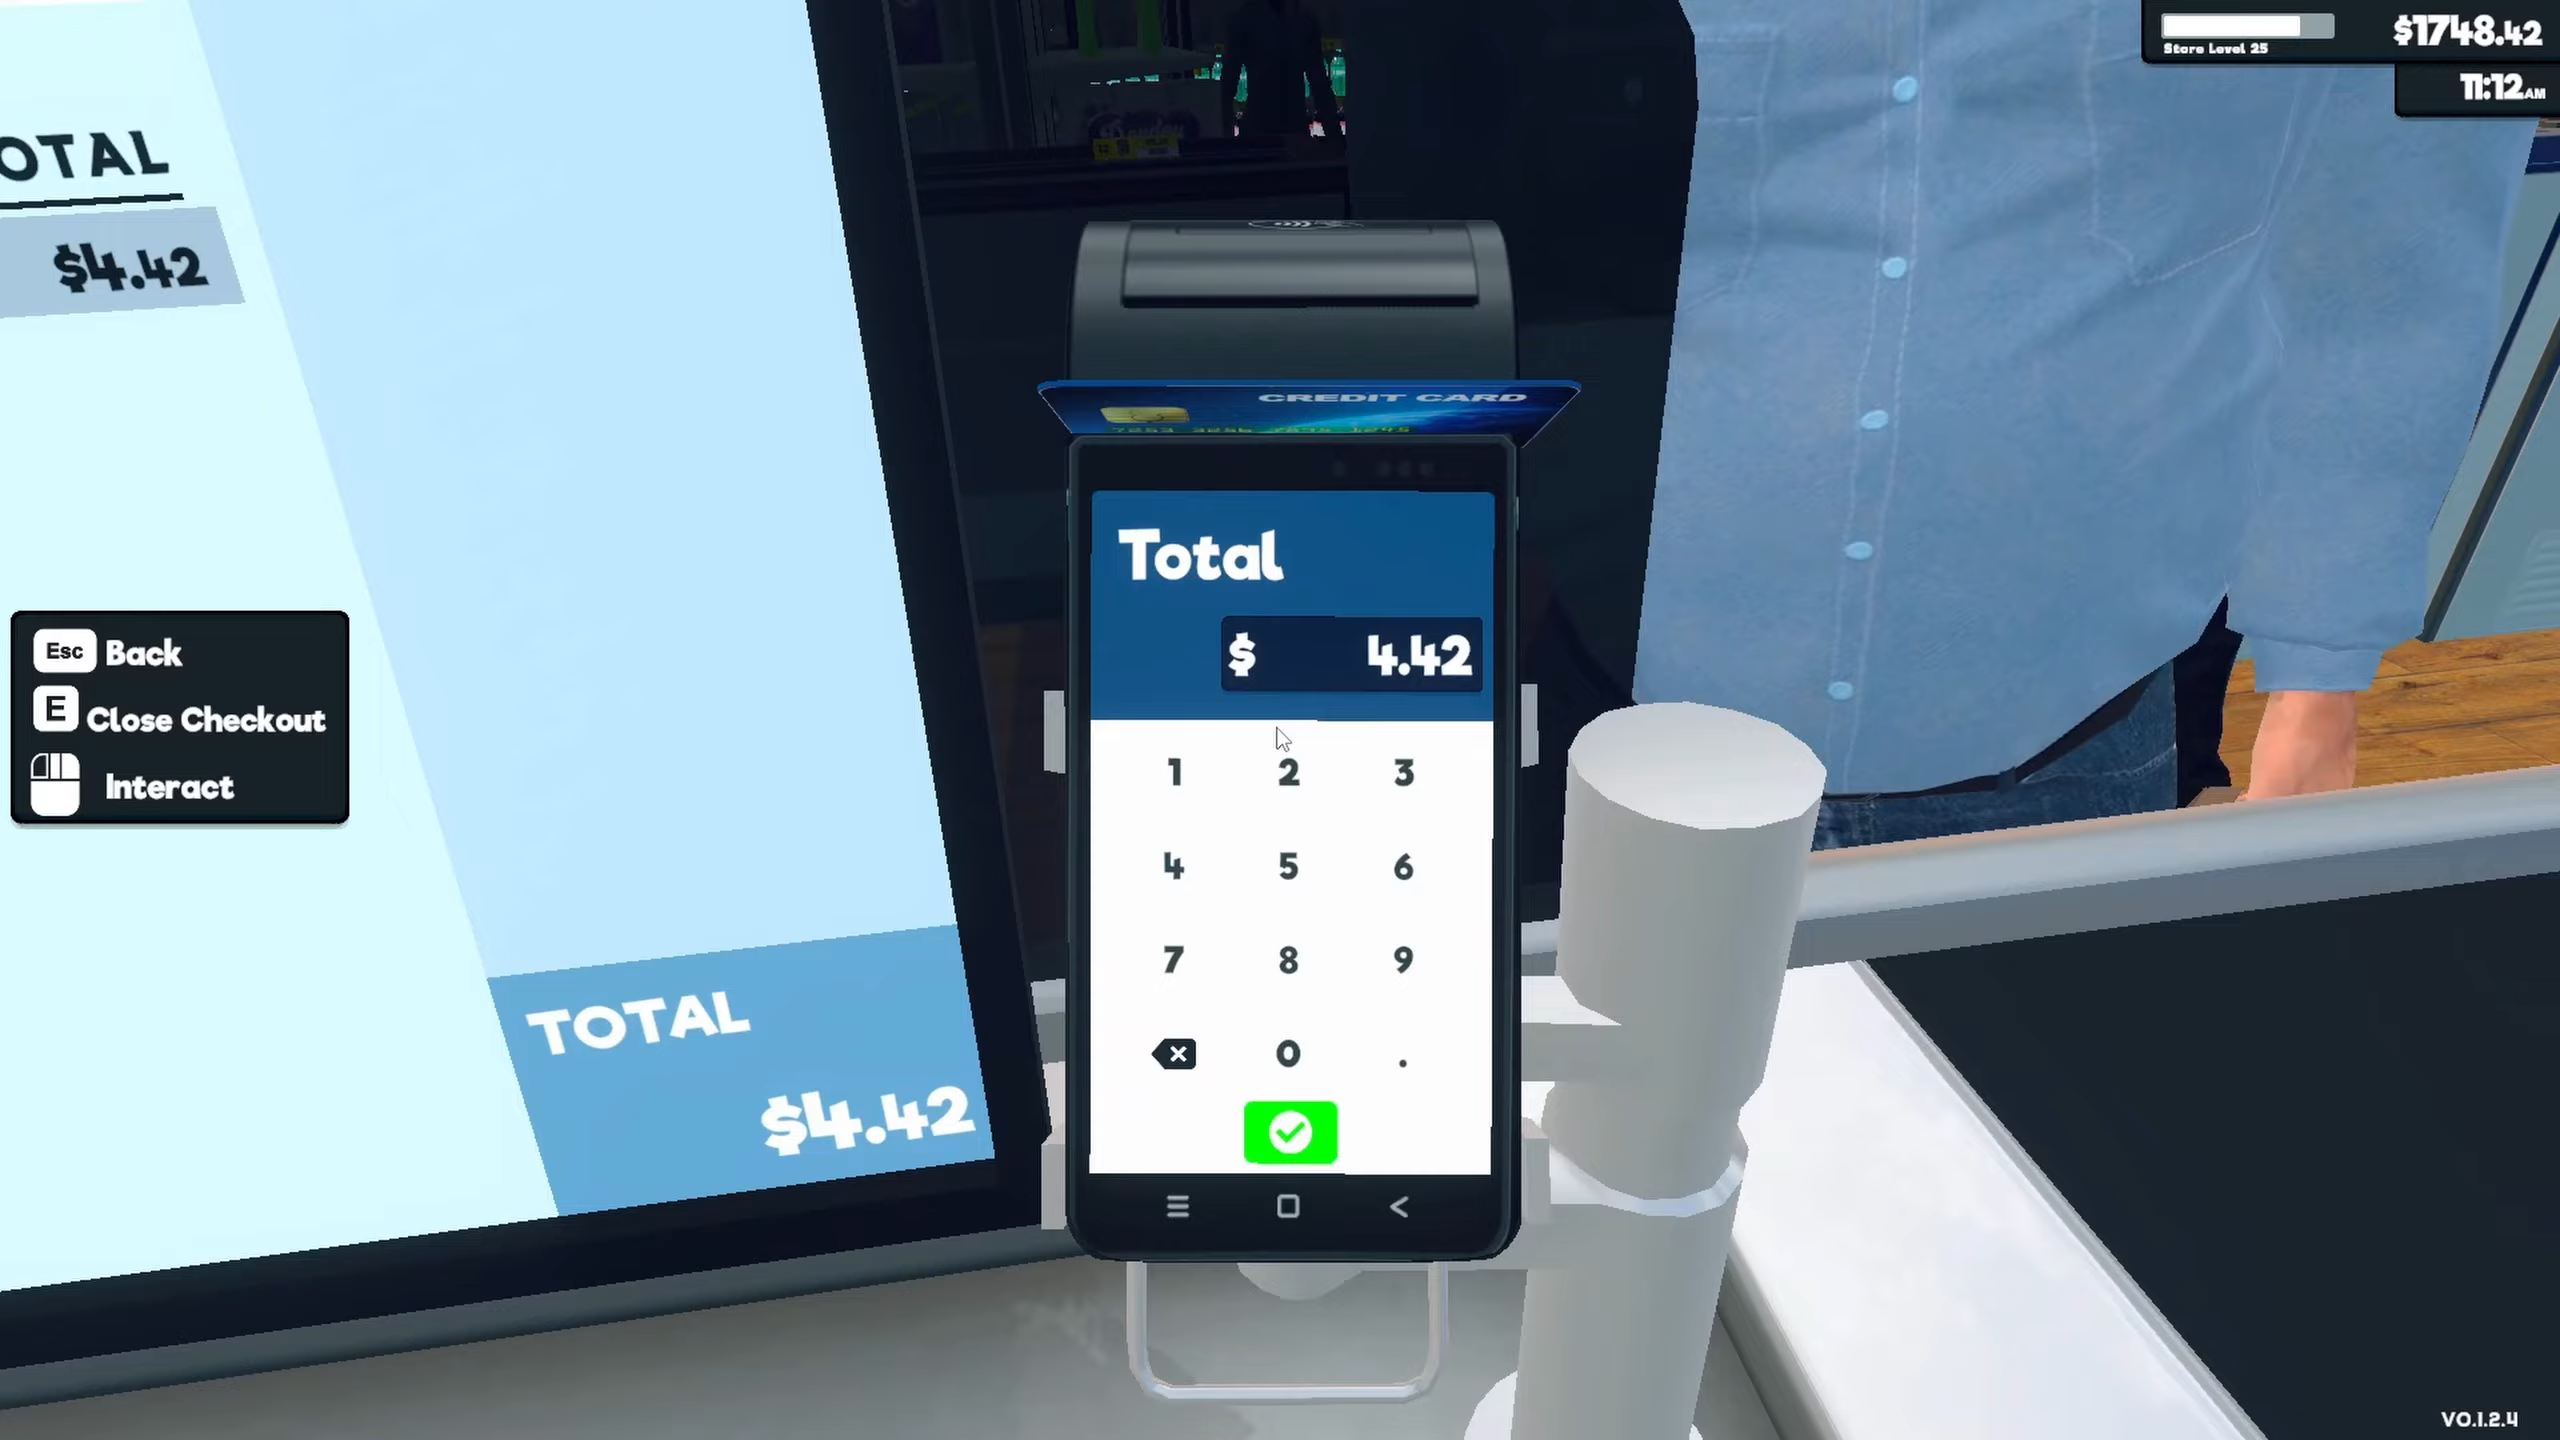 OTAL
$4.42
TOTAL
$4.42
Esc Back
E Close Checkout
Interact
CREDIT CARD
Total
$ 4.42
1 2 3
4 5 6
7 8 9
0 .
Store Level 25
$1748.42
11:12AM
V0.1.2.4